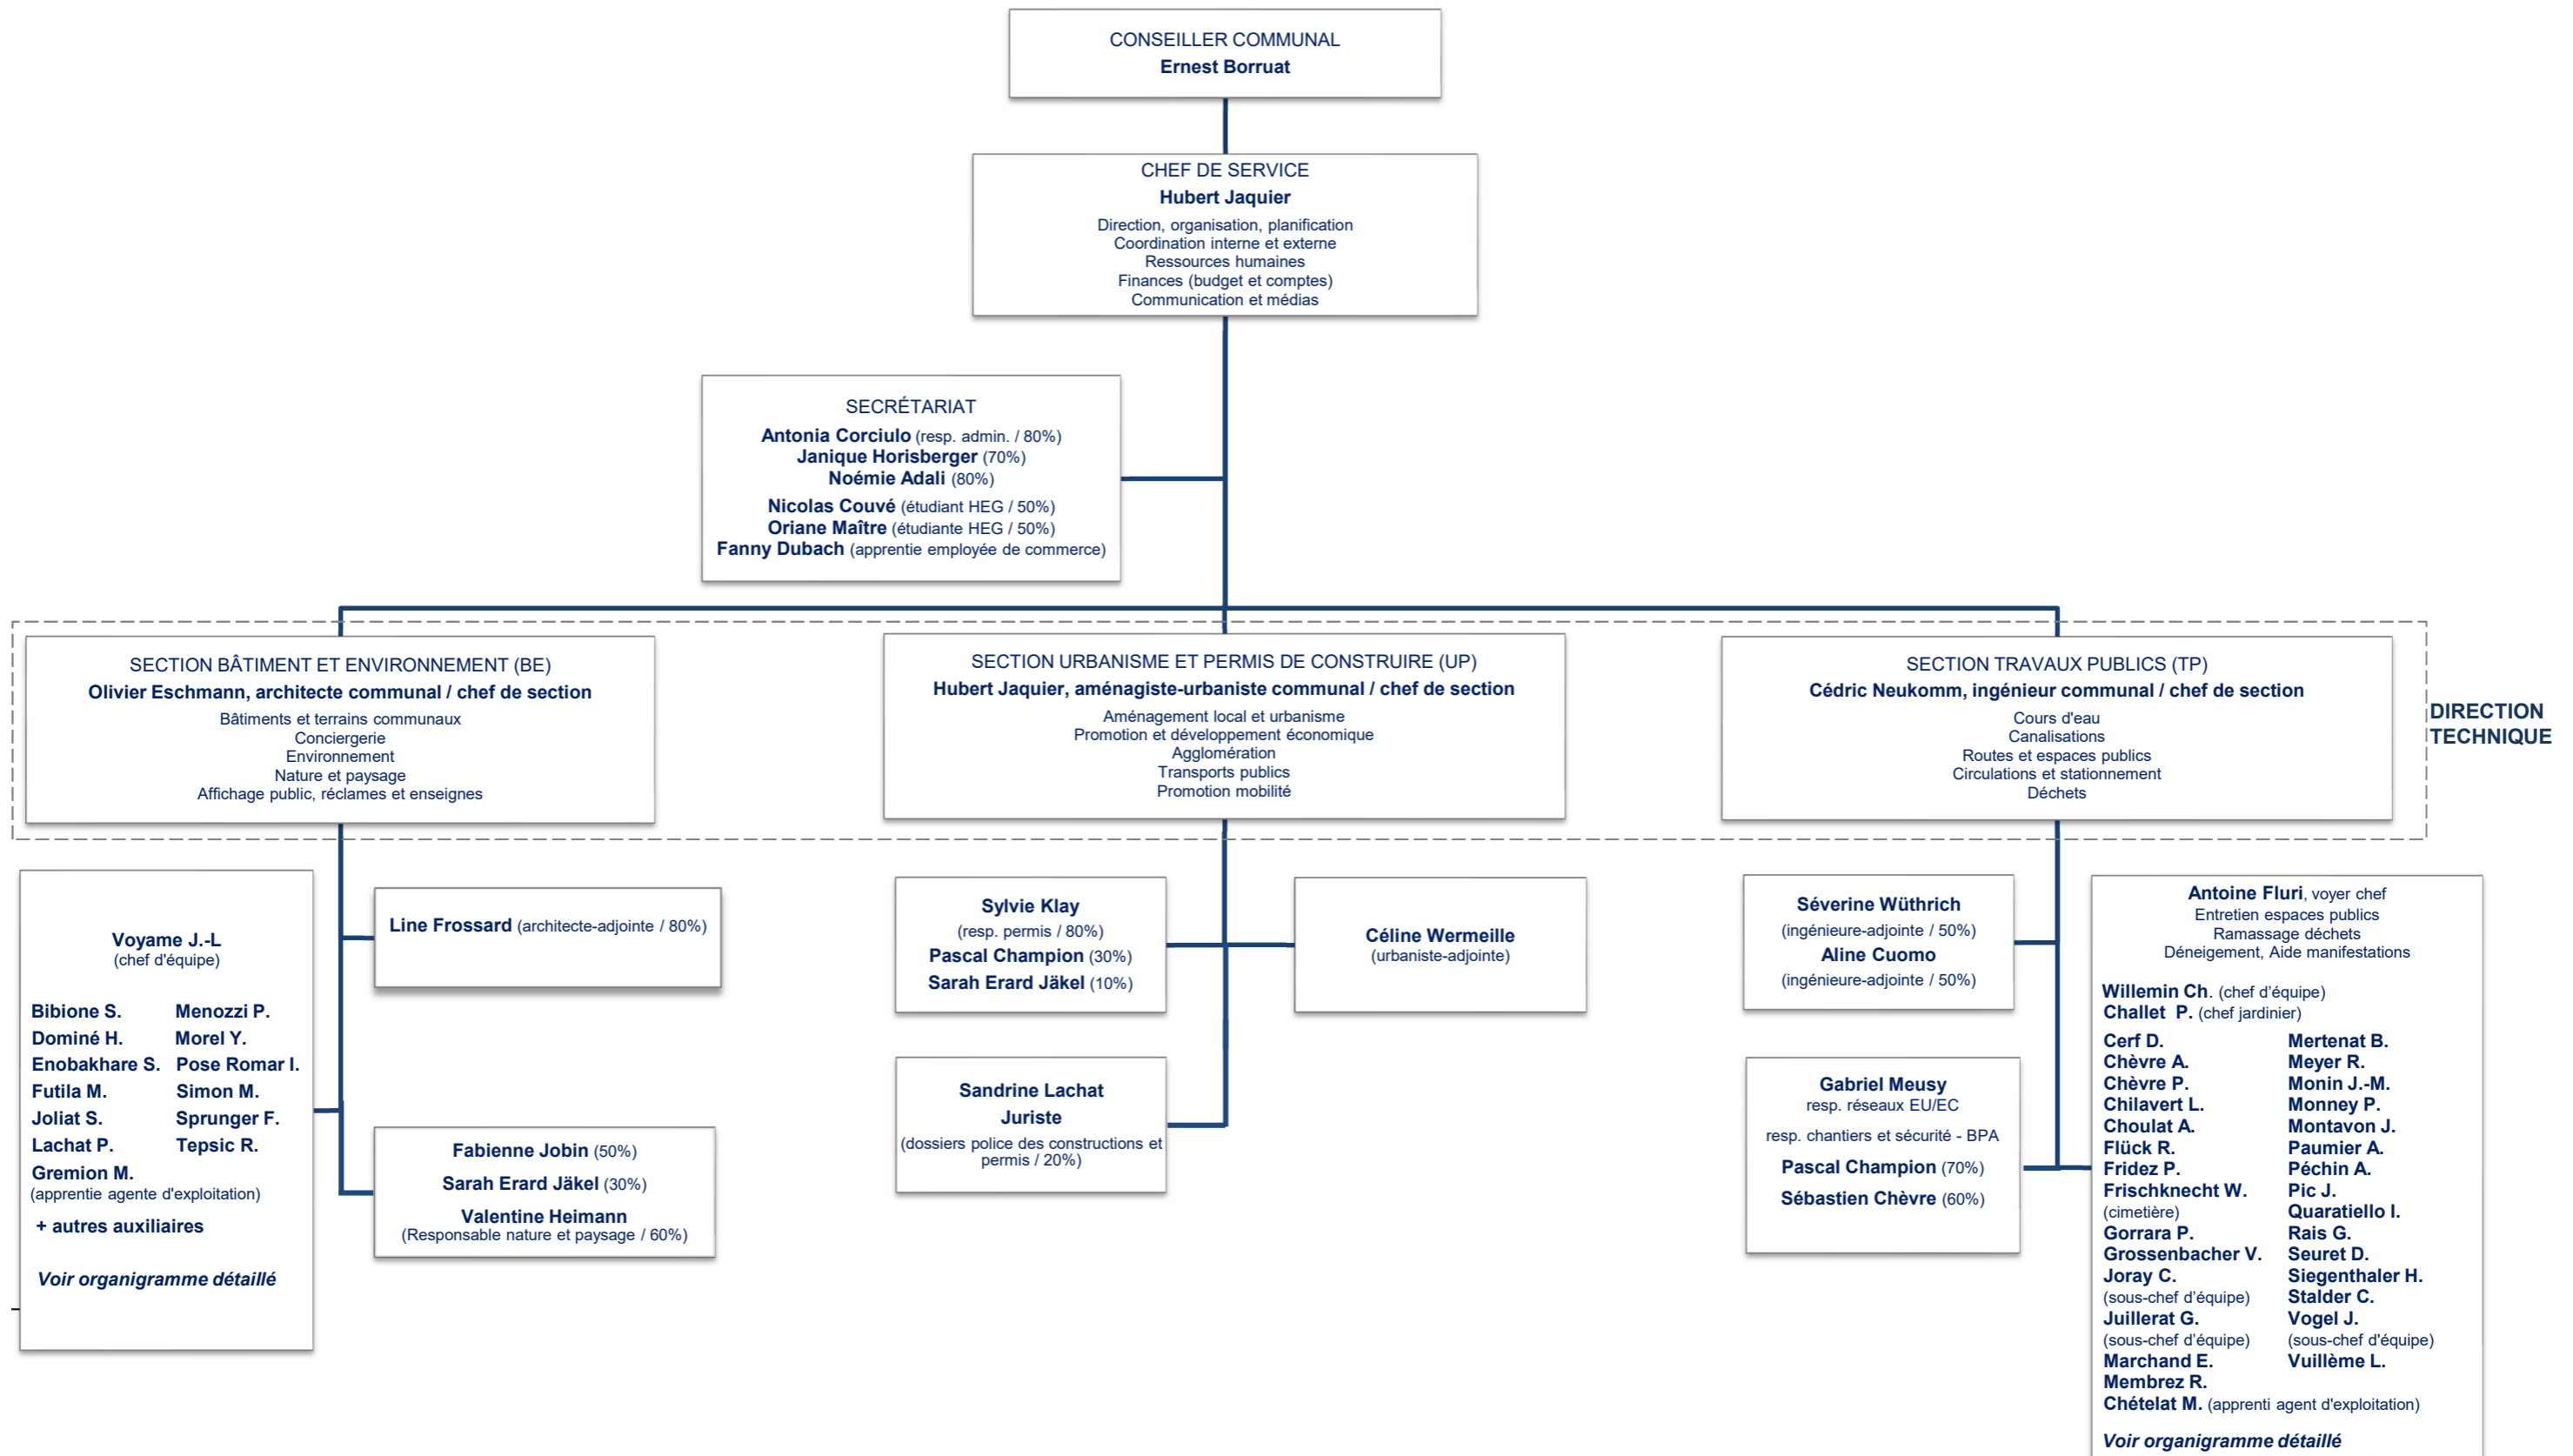 CONSEILLER COMMUNAL
Ernest Borruat
CHEF DE SERVICE
Hubert Jaquier
Direction, organisation, planification
Coordination interne et externe
Ressources humaines
Finances (budget et comptes)
Communication et médias
SECRÉTARIAT
Antonia Corciulo (resp. admin. / 80%)
Janique Horisberger (70%)
Noémie Adali (80%)
Nicolas Couvé (étudiant HEG / 50%)
Oriane Maître (étudiante HEG / 50%)
Fanny Dubach (apprentie employée de commerce)
SECTION BÂTIMENT ET ENVIRONNEMENT (BE)
Olivier Eschmann, architecte communal / chef de section
Bâtiments et terrains communaux
Conciergerie
Environnement
Nature et paysage
Affichage public, réclames et enseignes
SECTION URBANISME ET PERMIS DE CONSTRUIRE (UP)
Hubert Jaquier, aménagiste-urbaniste communal / chef de section
Aménagement local et urbanisme
Promotion et développement économique
Agglomération
Transports publics
Promotion mobilité
SECTION TRAVAUX PUBLICS (TP)
Cédric Neukomm, ingénieur communal / chef de section
Cours d'eau
Canalisations
Routes et espaces publics
Circulations et stationnement
Déchets
DIRECTION
TECHNIQUE
Voyame J.-L
(chef d'équipe)
Bibione S. Menozzi P.
Dominé H. Morel Y.
Enobakhare S. Pose Romar I.
Futila M. Simon M.
Joliat S. Sprunger F.
Lachat P. Tepsic R.
Gremion M.
(apprentie agente d'exploitation)
+ autres auxiliaires
Voir organigramme détaillé
Line Frossard (architecte-adjointe / 80%)
Fabienne Jobin (50%)
Sarah Erard Jäkel (30%)
Valentine Heimann
(Responsable nature et paysage / 60%)
Sylvie Klay
(resp. permis / 80%)
Pascal Champion (30%)
Sarah Erard Jäkel (10%)
Céline Wermeille
(urbaniste-adjointe)
Sandrine Lachat
Juriste
(dossiers police des constructions et
permis / 20%)
Séverine Wüthrich
(ingénieure-adjointe / 50%)
Aline Cuomo
(ingénieure-adjointe / 50%)
Gabriel Meusy
resp. réseaux EU/EC
resp. chantiers et sécurité - BPA
Pascal Champion (70%)
Sébastien Chèvre (60%)
Antoine Fluri, voyer chef
Entretien espaces publics
Ramassage déchets
Déneigement, Aide manifestations
Willemin Ch. (chef d’équipe)
Challet P. (chef jardinier)
Cerf D. Mertenat B.
Chèvre A. Meyer R.
Chèvre P. Monin J.-M.
Chilavert L. Monney P.
Choulat A. Montavon J.
Flück R. Paumier A.
Fridez P. Péchin A.
Frischknecht W. Pic J.
(cimetière) Quaratiello I.
Gorrara P. Rais G.
Grossenbacher V. Seuret D.
Joray C. Siegenthaler H.
(sous-chef d’équipe) Stalder C.
Juillerat G. Vogel J.
(sous-chef d’équipe) (sous-chef d'équipe)
Marchand E. Vuillème L.
Membrez R.
Chételat M. (apprenti agent d'exploitation)
Voir organigramme détaillé